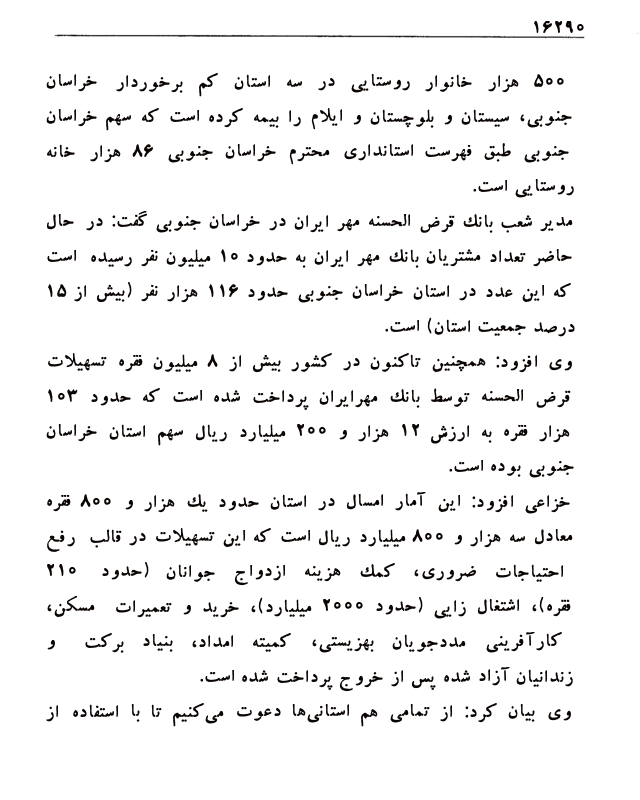 ۱۶۲۹۰
۵۰۰ هزار خانوار روستایی در سه استان کم برخوردار خراسان
جنوبی، سیستان و بلوچستان و ایلام را بیمه کرده است که سهم خراسان
جنوبی طبق فهرست استانداری محترم خراسان جنوبی ۸۶ هزار خانه
روستایی است.
مدیر شعب بانک قرض الحسنه مهر ایران در خراسان جنوبی گفت: در حال
حاضر تعداد مشتریان بانک مهر ایران به حدود ۱۰ میلیون نفر رسیده است
که این عدد در استان خراسان جنوبی حدود ۱۱۶ هزار نفر (بیش از ۱۵
درصد جمعیت استان) است.
وی افزود: همچنین تاکنون در کشور بیش از ۸ میلیون فقره تسهیلات
قرض الحسنه توسط بانک مهرایران پرداخت شده است که حدود ۱۰۳
هزار فقره به ارزش ۱۲ هزار و ۲۰۰ میلیارد ریال سهم استان خراسان
جنوبی بوده است.
خزاعی افزود: این آمار امسال در استان حدود یک هزار و ۸۰۰ فقره
معادل سه هزار و ۸۰۰ میلیارد ریال است که این تسهیلات در قالب رفع
احتیاجات ضروری، کمک هزینه ازدواج جوانان (حدود ۲۱۰
فقره)، اشتغال زایی (حدود ۲۰۰۰ میلیارد)، خرید و تعمیرات مسکن،
کارآفرینی مددجویان بهزیستی، کمیته امداد، بنیاد برکت و
زندانیان آزاد شده پس از خروج پرداخت شده است.
وی بیان کرد: از تمامی هم استانی‌ها دعوت می‌کنیم تا با استفاده از